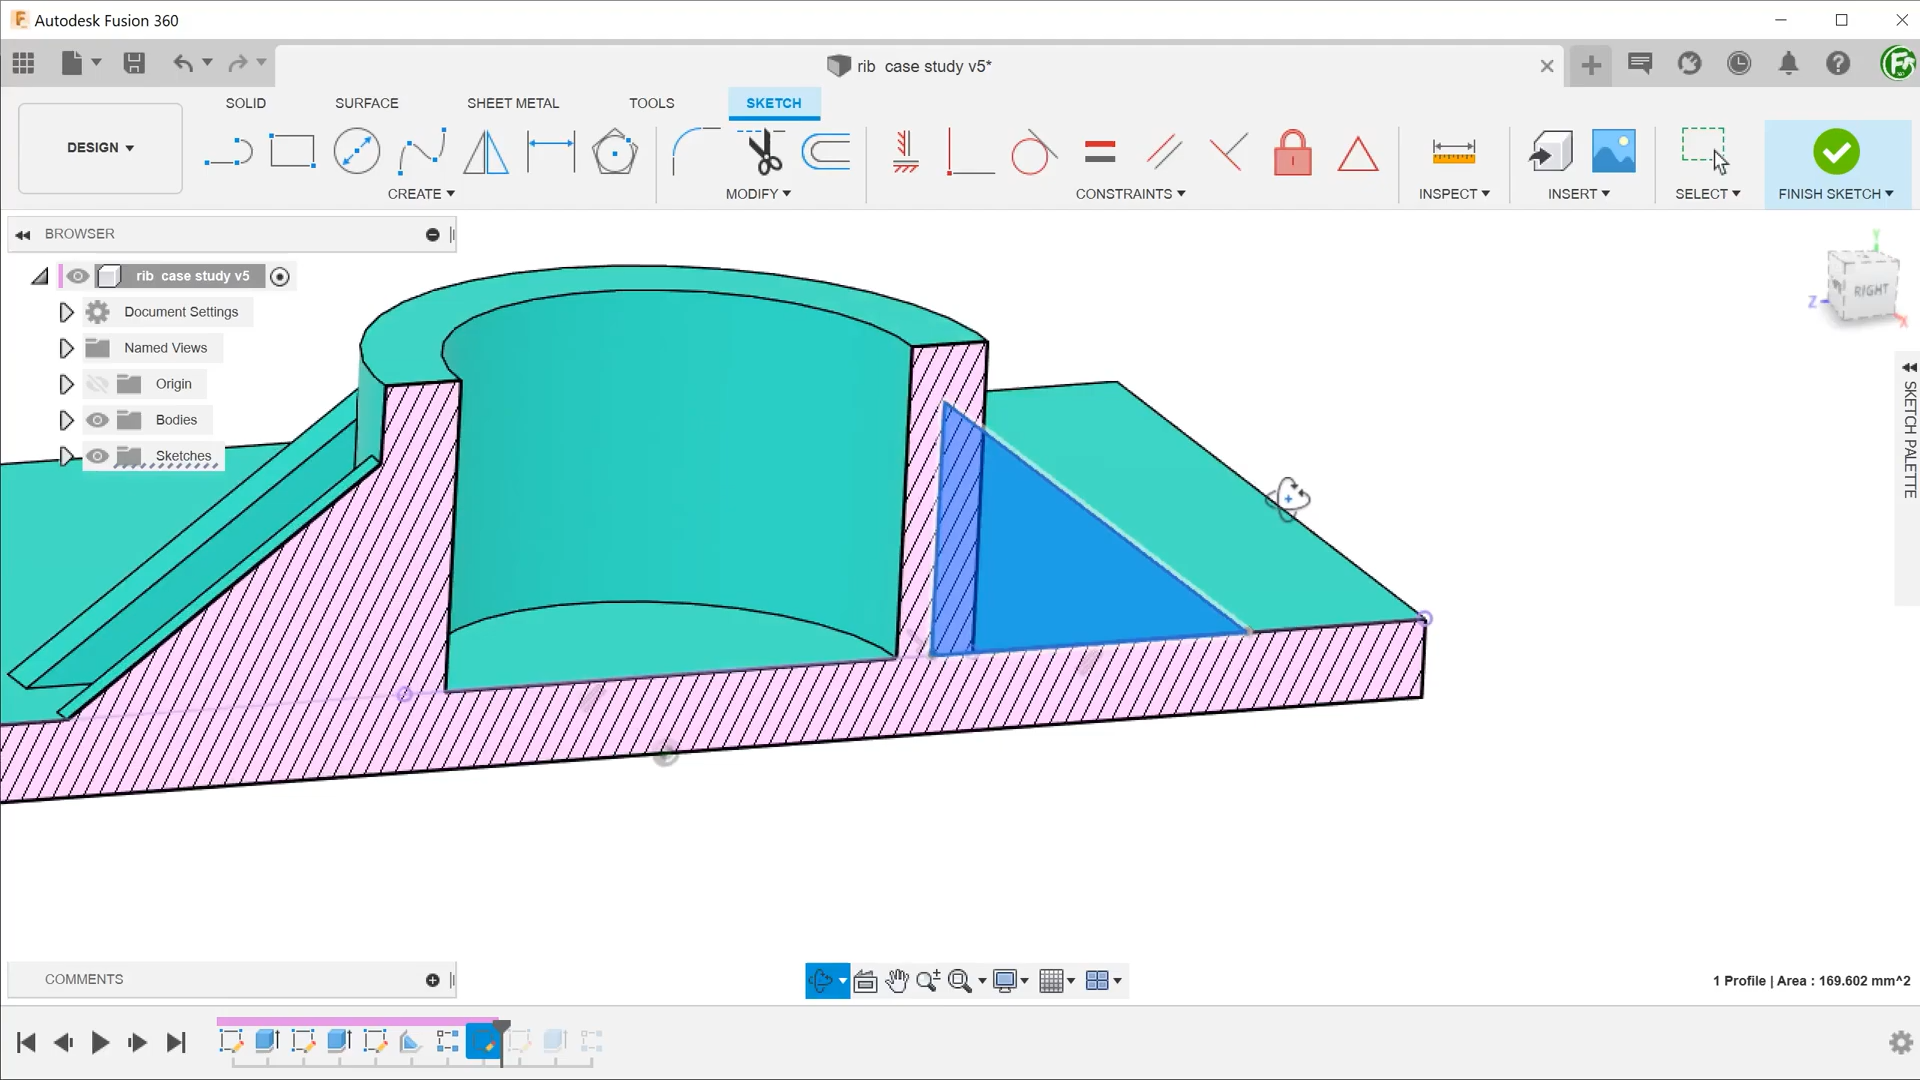 Autodesk Fusion 360
rib case study v5*
SOLID
SURFACE
SHEET METAL
TOOLS
SKETCH
DESIGN
CREATE
MODIFY
CONSTRAINTS
INSPECT
INSERT
SELECT
FINISH SKETCH
BROWSER
rib case study v5
Document Settings
Named Views
Origin
Bodies
Sketches
Y
RIGHT
Z
X
SKETCH PALETTE
COMMENTS
1 Profile | Area : 169.602 mm^2